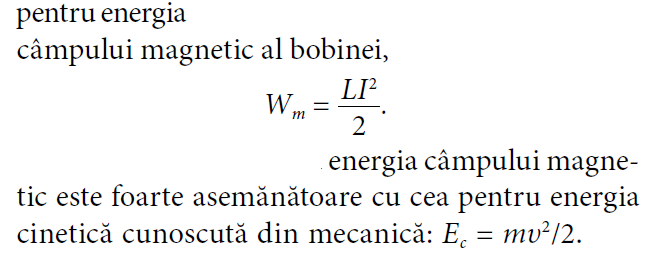 pentru energia
câmpului magnetic al bobinei,
W_m = LI²/2.
energia câmpului magne-
tic este foarte asemănătoare cu cea pentru energia
cinetică cunoscută din mecanică: E_c = mv²/2.